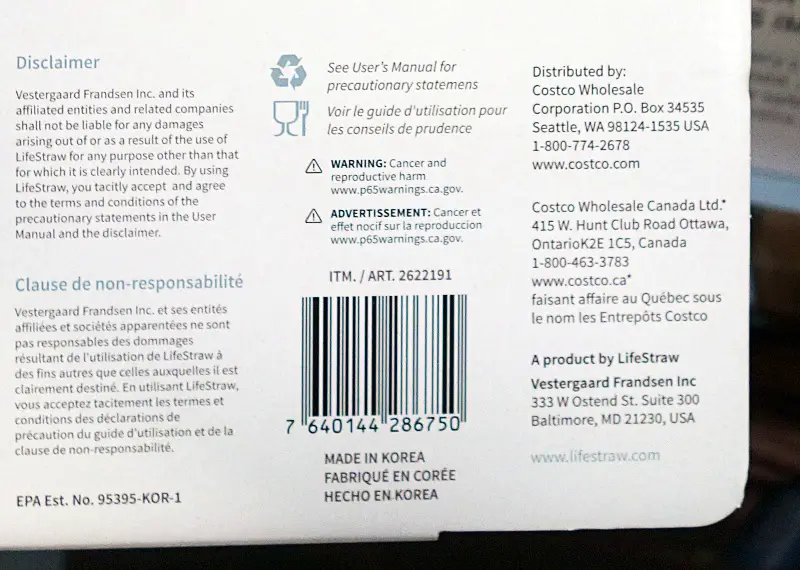 Disclaimer
Vestergaard Frandsen Inc. and its
affiliated entities and related companies
shall not be liable for any damages
arising out of or as a result of the use of
LifeStraw for any purpose other than that
for which it is clearly intended. By using
LifeStraw, you tacitly accept and agree
to the terms and conditions of the
precautionary statements in the User
Manual and the disclaimer.
Clause de non-responsabilité
Vestergaard Frandsen Inc. et ses entités
affiliées et sociétés apparentées ne sont
pas responsables des dommages
résultant de l'utilisation de LifeStraw à
des fins autres que celles auxquelles il est
clairement destiné. En utilisant LifeStraw,
vous acceptez tacitement les termes et
conditions des déclarations de
précaution du guide d'utilisation et de la
clause de non-responsabilité.
EPA Est. No. 95395-KOR-1
See User's Manual for
precautionary statemens
Voir le guide d'utilisation pour
les conseils de prudence
WARNING: Cancer and
reproductive harm
www.p65warnings.ca.gov.
ADVERTISSEMENT: Cancer et
effet nocif sur la reproduccion
www.p65warnings.ca.gov.
ITM. / ART. 2622191
7 640144 286750
MADE IN KOREA
FABRIQUÉ EN CORÉE
HECHO EN KOREA
Distributed by:
Costco Wholesale
Corporation P.O. Box 34535
Seattle, WA 98124-1535 USA
1-800-774-2678
www.costco.com
Costco Wholesale Canada Ltd.*
415 W. Hunt Club Road Ottawa,
OntarioK2E 1C5, Canada
1-800-463-3783
www.costco.ca*
faisant affaire au Québec sous
le nom les Entrepôts Costco
A product by LifeStraw
Vestergaard Frandsen Inc
333 W Ostend St. Suite 300
Baltimore, MD 21230, USA
www.lifestraw.com